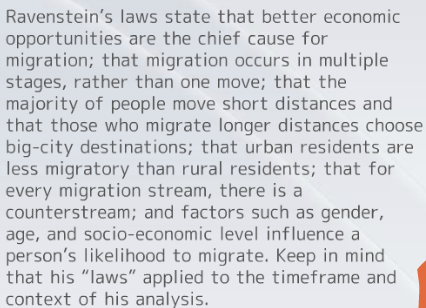 Ravenstein's laws state that better economic
opportunities are the chief cause for
migration; that migration occurs in multiple
stages, rather than one move; that the
majority of people move short distances and
that those who migrate longer distances choose
big-city destinations; that urban residents are
less migratory than rural residents; that for
every migration stream, there is a
counterstream; and factors such as gender,
age, and socio-economic level influence a
person's likelihood to migrate. Keep in mind
that his “laws” applied to the timeframe and
context of his analysis.